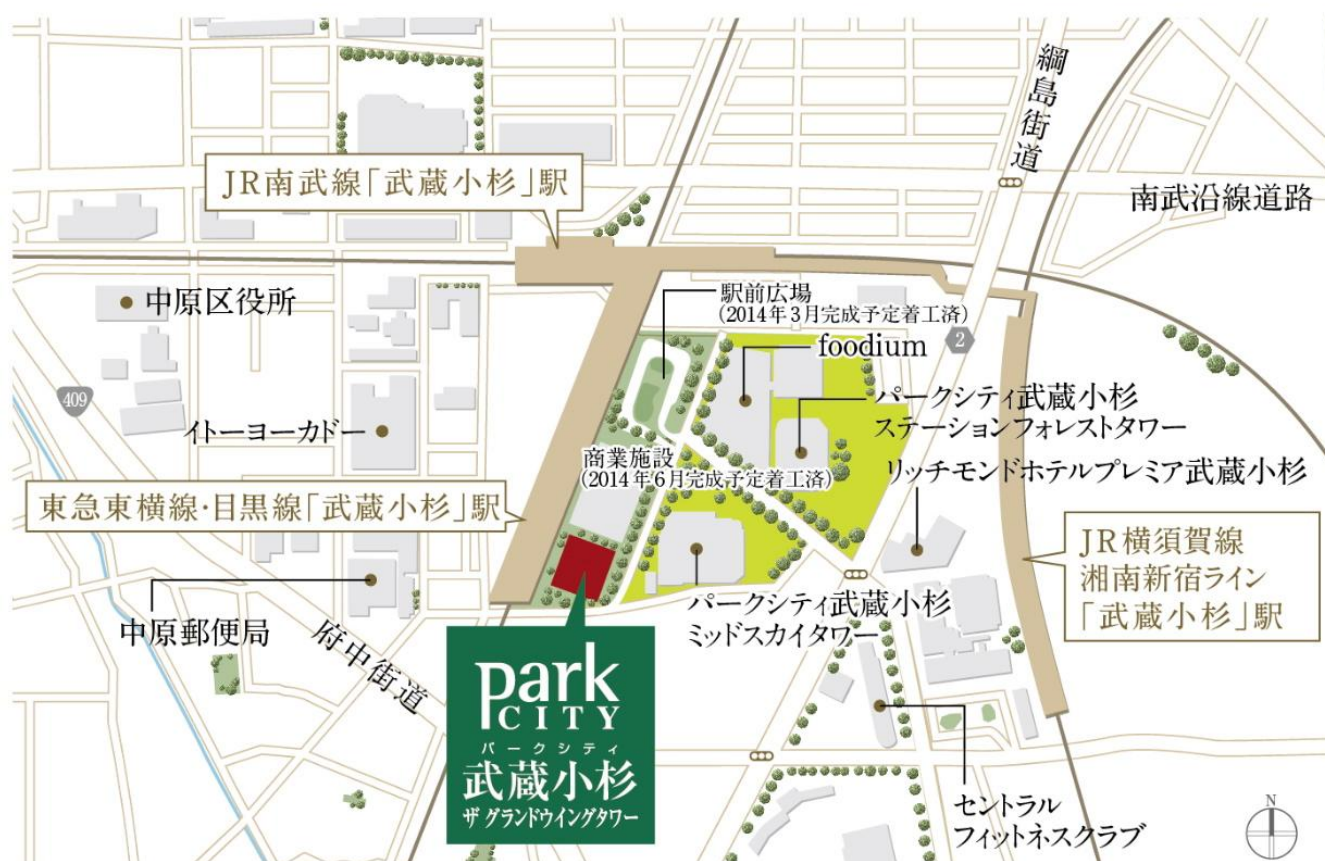 綱島街道
JR南武線「武蔵小杉」駅
南武沿線道路
中原区役所
駅前広場
(2014年3月完成予定着工済)
foodium
2
409
パークシティ武蔵小杉
ステーションフォレストタワー
イトーヨーカドー
商業施設
(2014年6月完成予定着工済)
リッチモンドホテルプレミア武蔵小杉
東急東横線・目黒線「武蔵小杉」駅
JR横須賀線
湘南新宿ライン
「武蔵小杉」駅
中原郵便局
府中街道
パークシティ武蔵小杉
ミッドスカイタワー
park
CITY
パークシティ
武蔵小杉
ザ グランドウイングタワー
セントラル
フィットネスクラブ
N